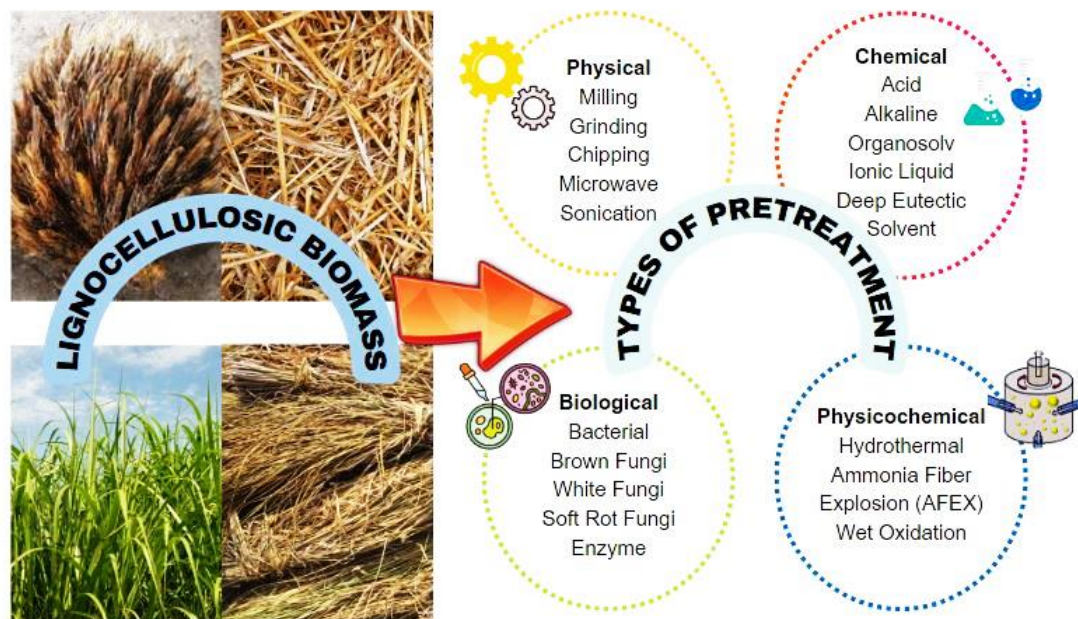 LIGNOCELLULOSIC BIOMASS
TYPES OF PRETREATMENT
Physical
Milling
Grinding
Chipping
Microwave
Sonication
Chemical
Acid
Alkaline
Organosolv
Ionic Liquid
Deep Eutectic
Solvent
Biological
Bacterial
Brown Fungi
White Fungi
Soft Rot Fungi
Enzyme
Physicochemical
Hydrothermal
Ammonia Fiber
Explosion (AFEX)
Wet Oxidation